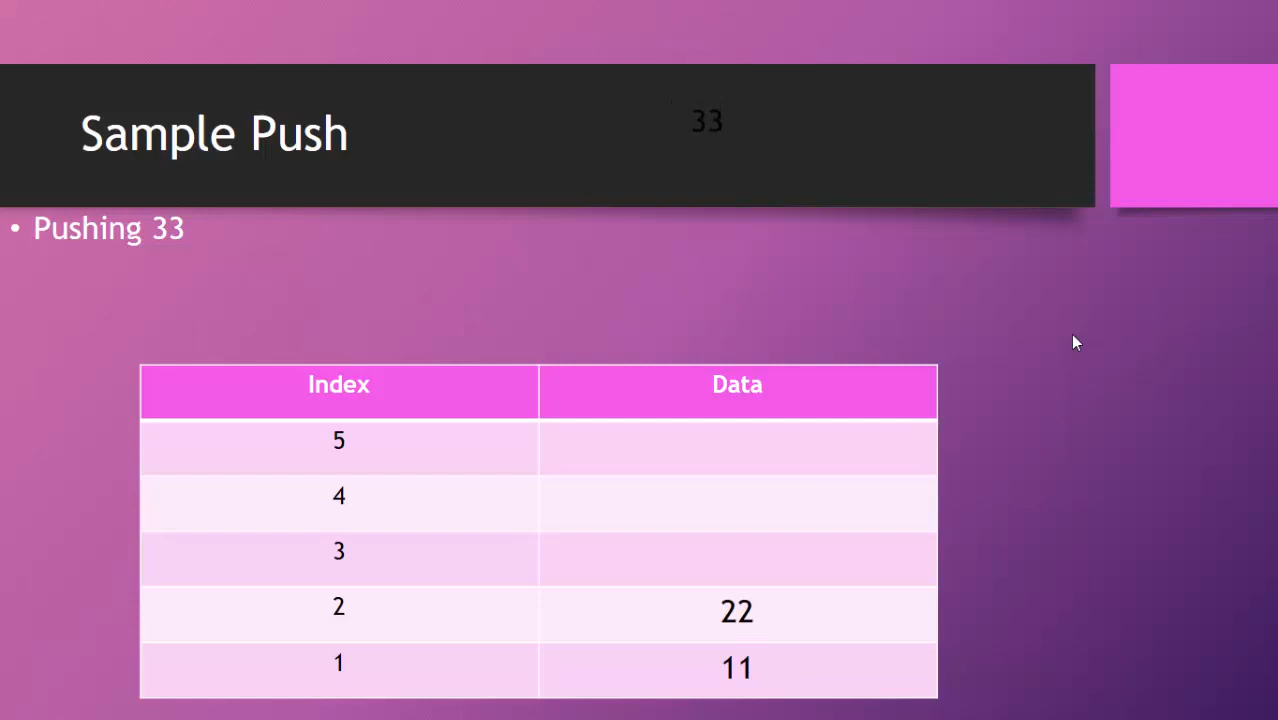 Sample Push
33
• Pushing 33
Index Data
5
4
3
2 22
1 11